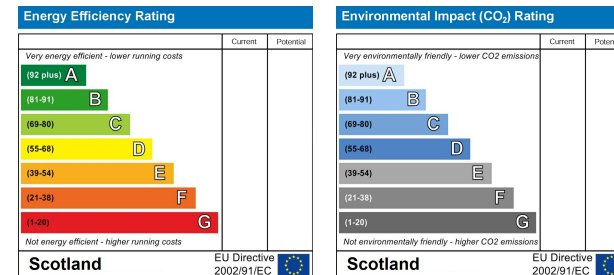 Energy Efficiency Rating
Current Potential
Very energy efficient - lower running costs
(92 plus) A
(81-91) B
(69-80) C
(55-68) D
(39-54) E
(21-38) F
(1-20) G
Not energy efficient - higher running costs
Scotland
EU Directive
2002/91/EC
Environmental Impact (CO₂) Rating
Current Poten
Very environmentally friendly - lower CO2 emissions
(92 plus) A
(81-91) B
(69-80) C
(55-68) D
(39-54) E
(21-38) F
(1-20) G
Not environmentally friendly - higher CO2 emissions
Scotland
EU Directive
2002/91/EC